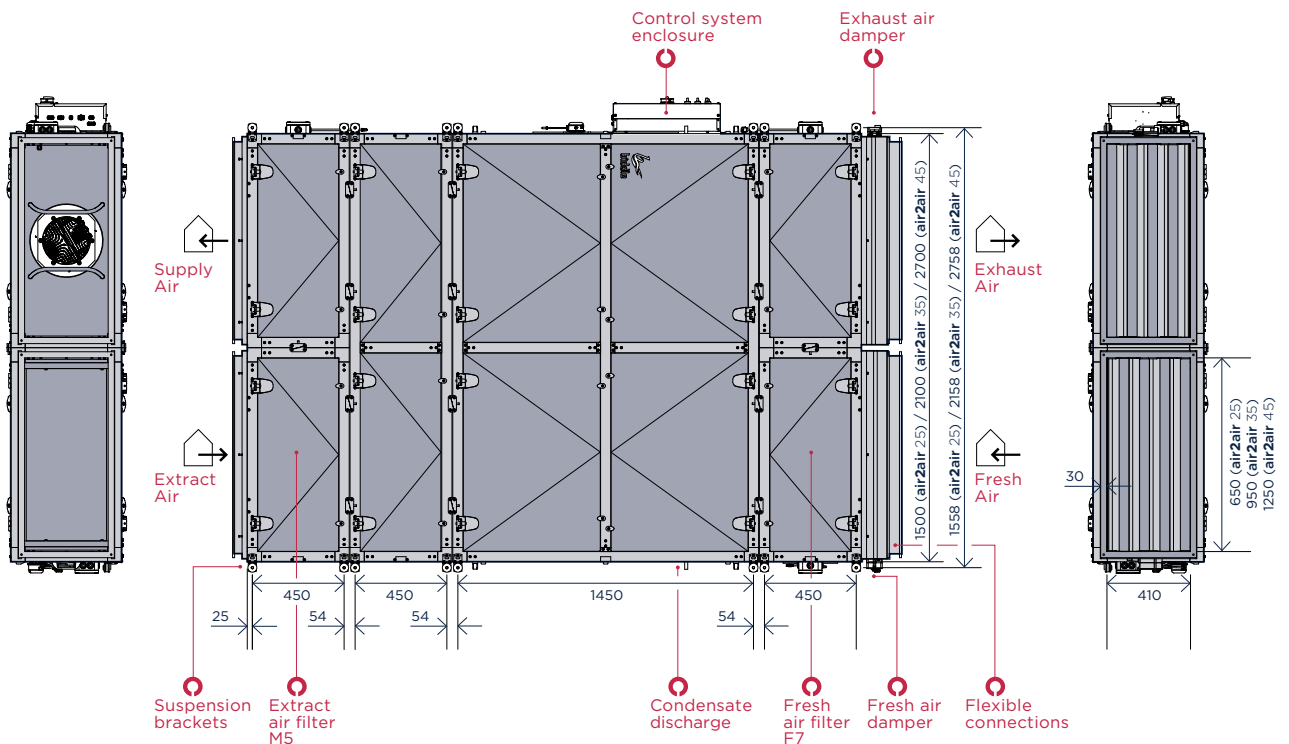 Control system
enclosure
Exhaust air
damper
Supply
Air
Extract
Air
Exhaust
Air
Fresh
Air
1500 (air2air 25) / 2100 (air2air 35) / 2700 (air2air 45)
1558 (air2air 25) / 2158 (air2air 35) / 2758 (air2air 45)
30
650 (air2air 25)
950 (air2air 35)
1250 (air2air 45)
450
450
1450
450
410
25
54
54
54
Suspension
brackets
Extract
air filter
M5
Condensate
discharge
Fresh
air filter
F7
Fresh air
damper
Flexible
connections